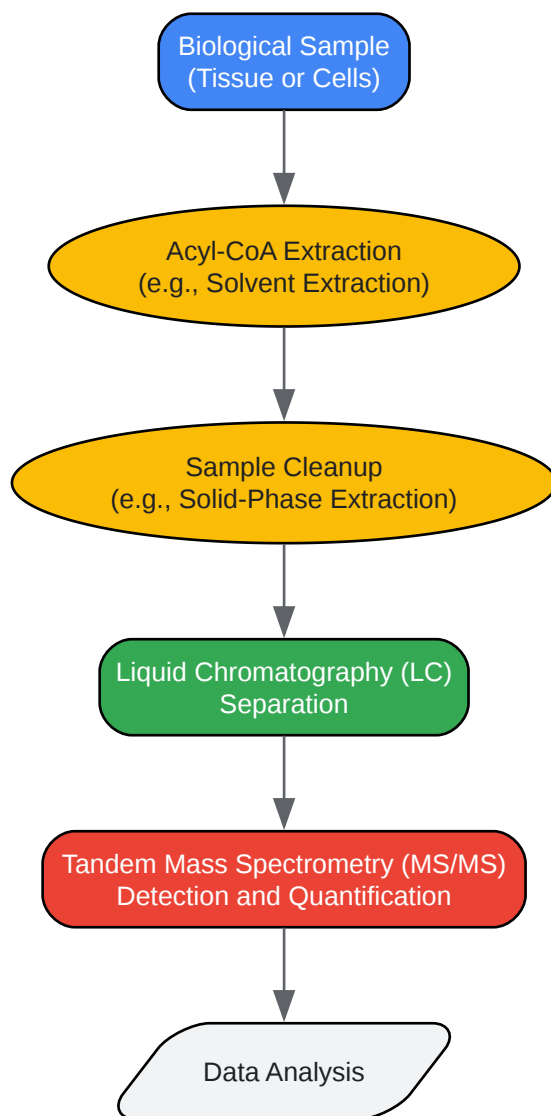 Biological Sample
(Tissue or Cells)
Acyl-CoA Extraction
(e.g., Solvent Extraction)
Sample Cleanup
(e.g., Solid-Phase Extraction)
Liquid Chromatography (LC)
Separation
Tandem Mass Spectrometry (MS/MS)
Detection and Quantification
Data Analysis